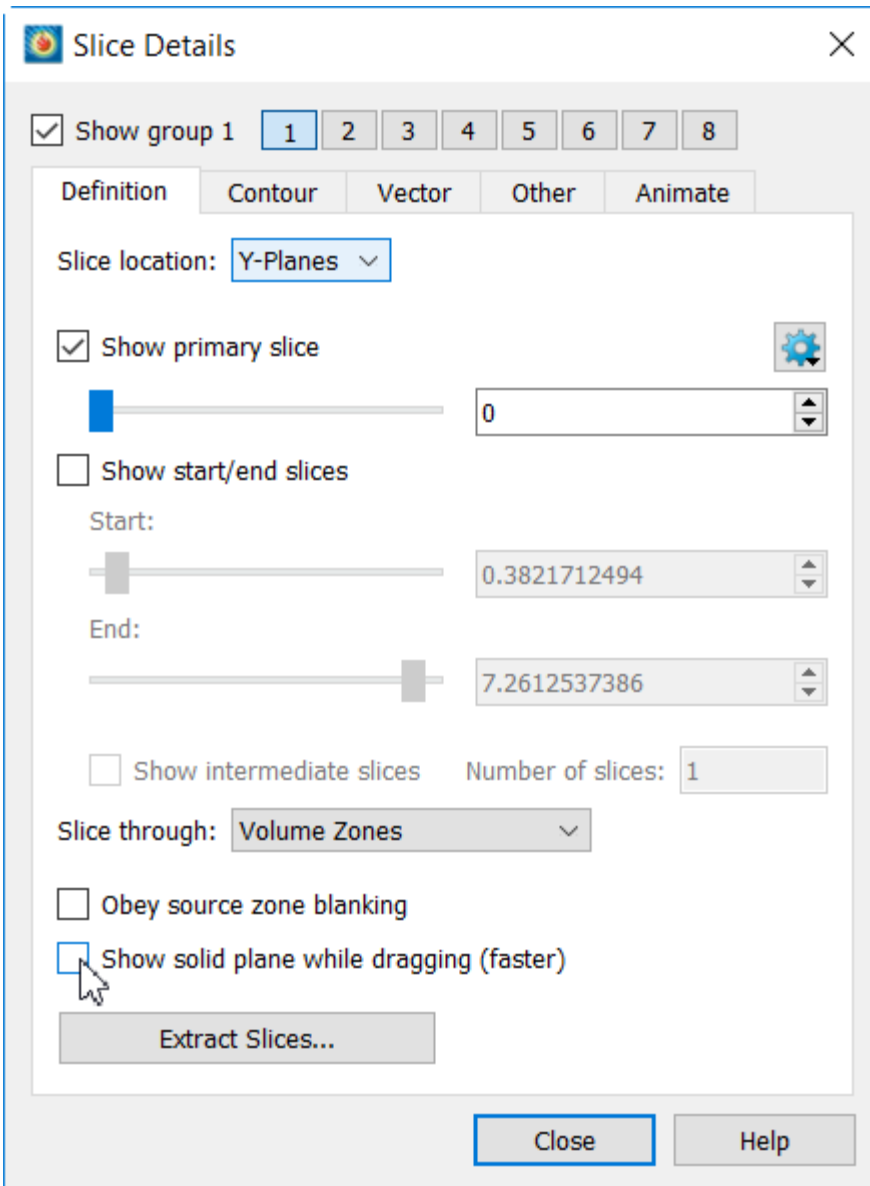 Slice Details
Show group 1 1 2 3 4 5 6 7 8
Definition Contour Vector Other Animate
Slice location: Y-Planes
Show primary slice
0
Show start/end slices
Start:
0.3821712494
End:
7.2612537386
Show intermediate slices Number of slices: 1
Slice through: Volume Zones
Obey source zone blanking
Show solid plane while dragging (faster)
Extract Slices...
Close Help